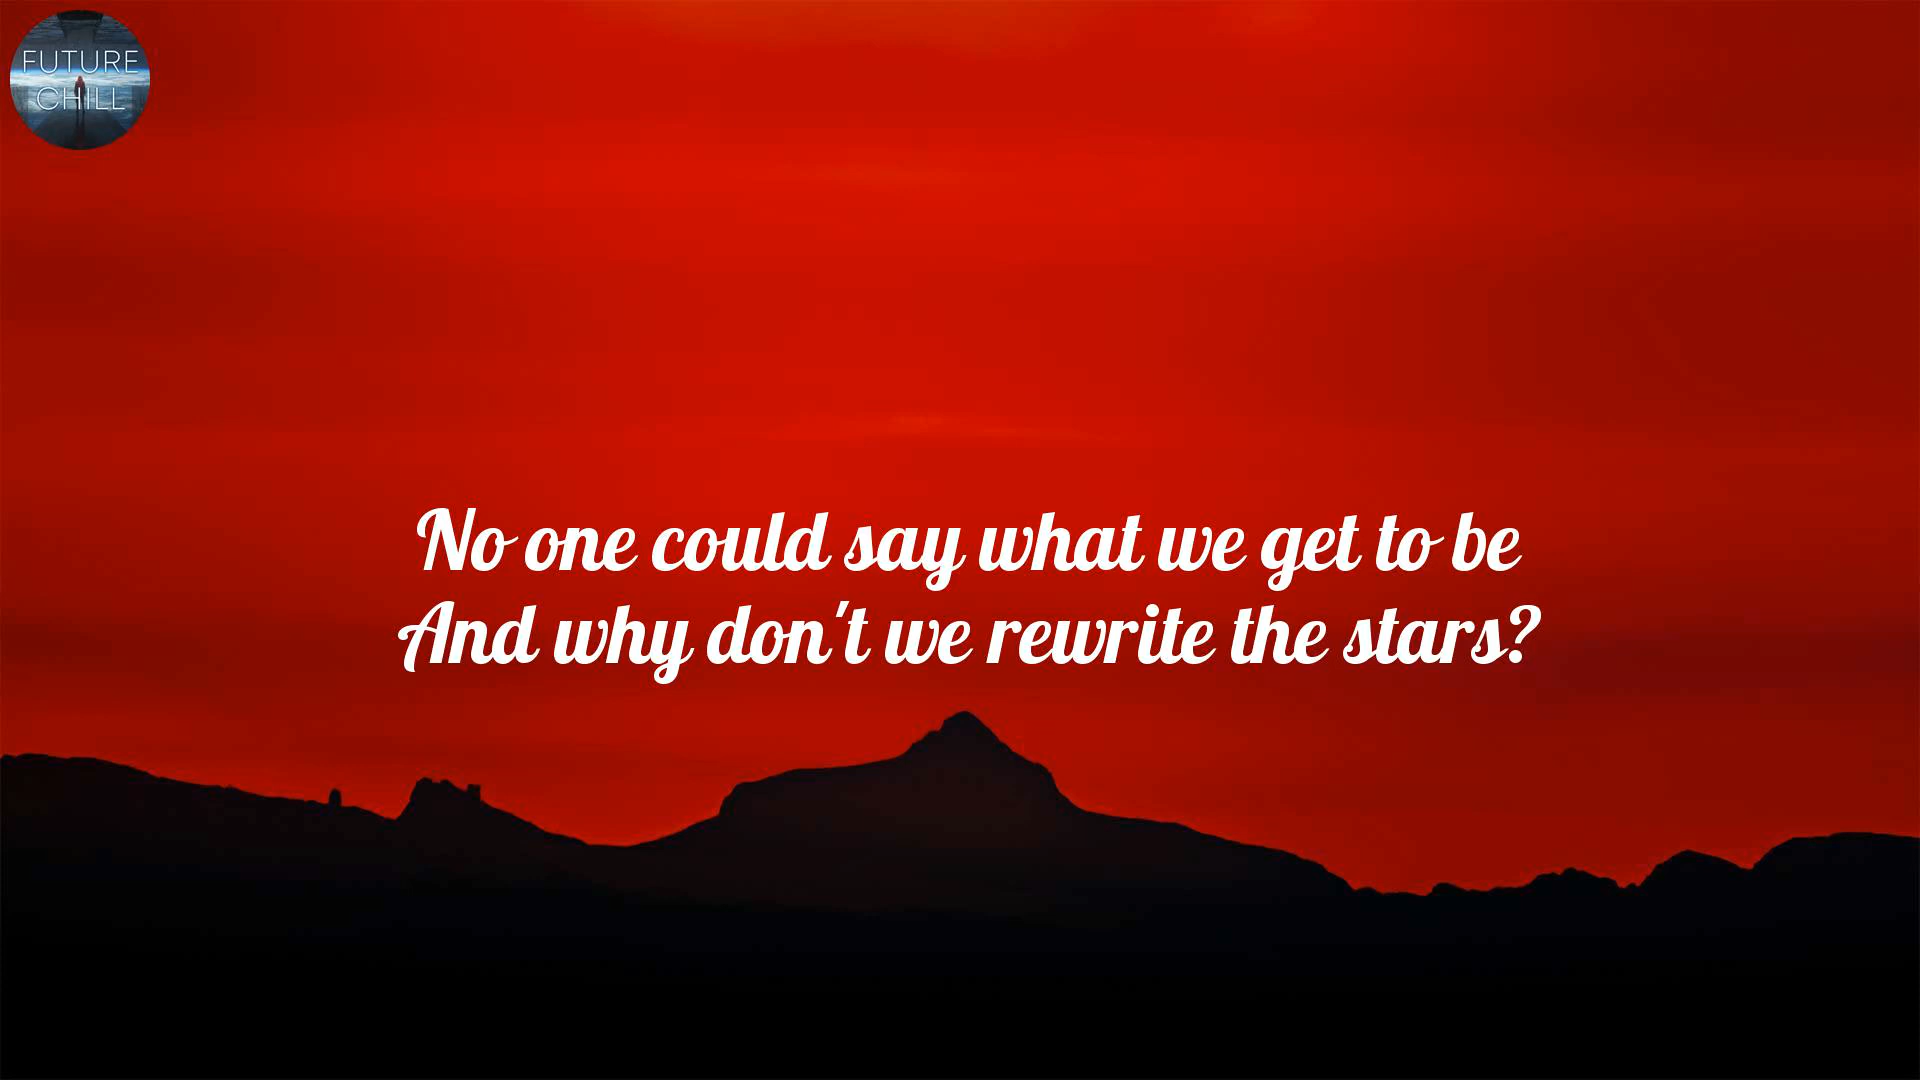 FUTURE
CHILL
No one could say what we get to be
And why don't we rewrite the stars?